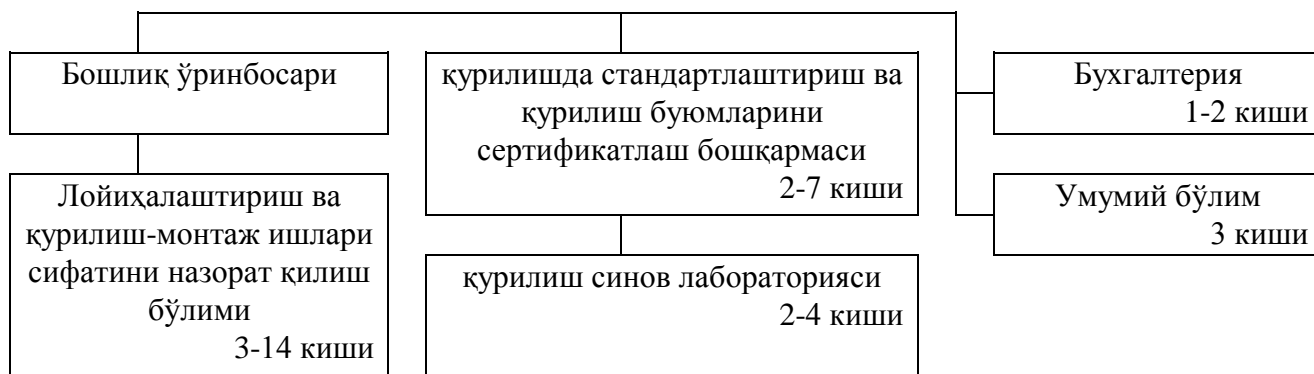 Бошлиқ ўринбосари
қурилишда стандартлаштириш ва
қурилиш буюмларини
сертификатлаш бошқармаси
2-7 киши
Бухгалтерия
1-2 киши
Лойиҳалаштириш ва
қурилиш-монтаж ишлари
сифатини назорат қилиш
бўлими
3-14 киши
қурилиш синов лабораторияси
2-4 киши
Умумий бўлим
3 киши